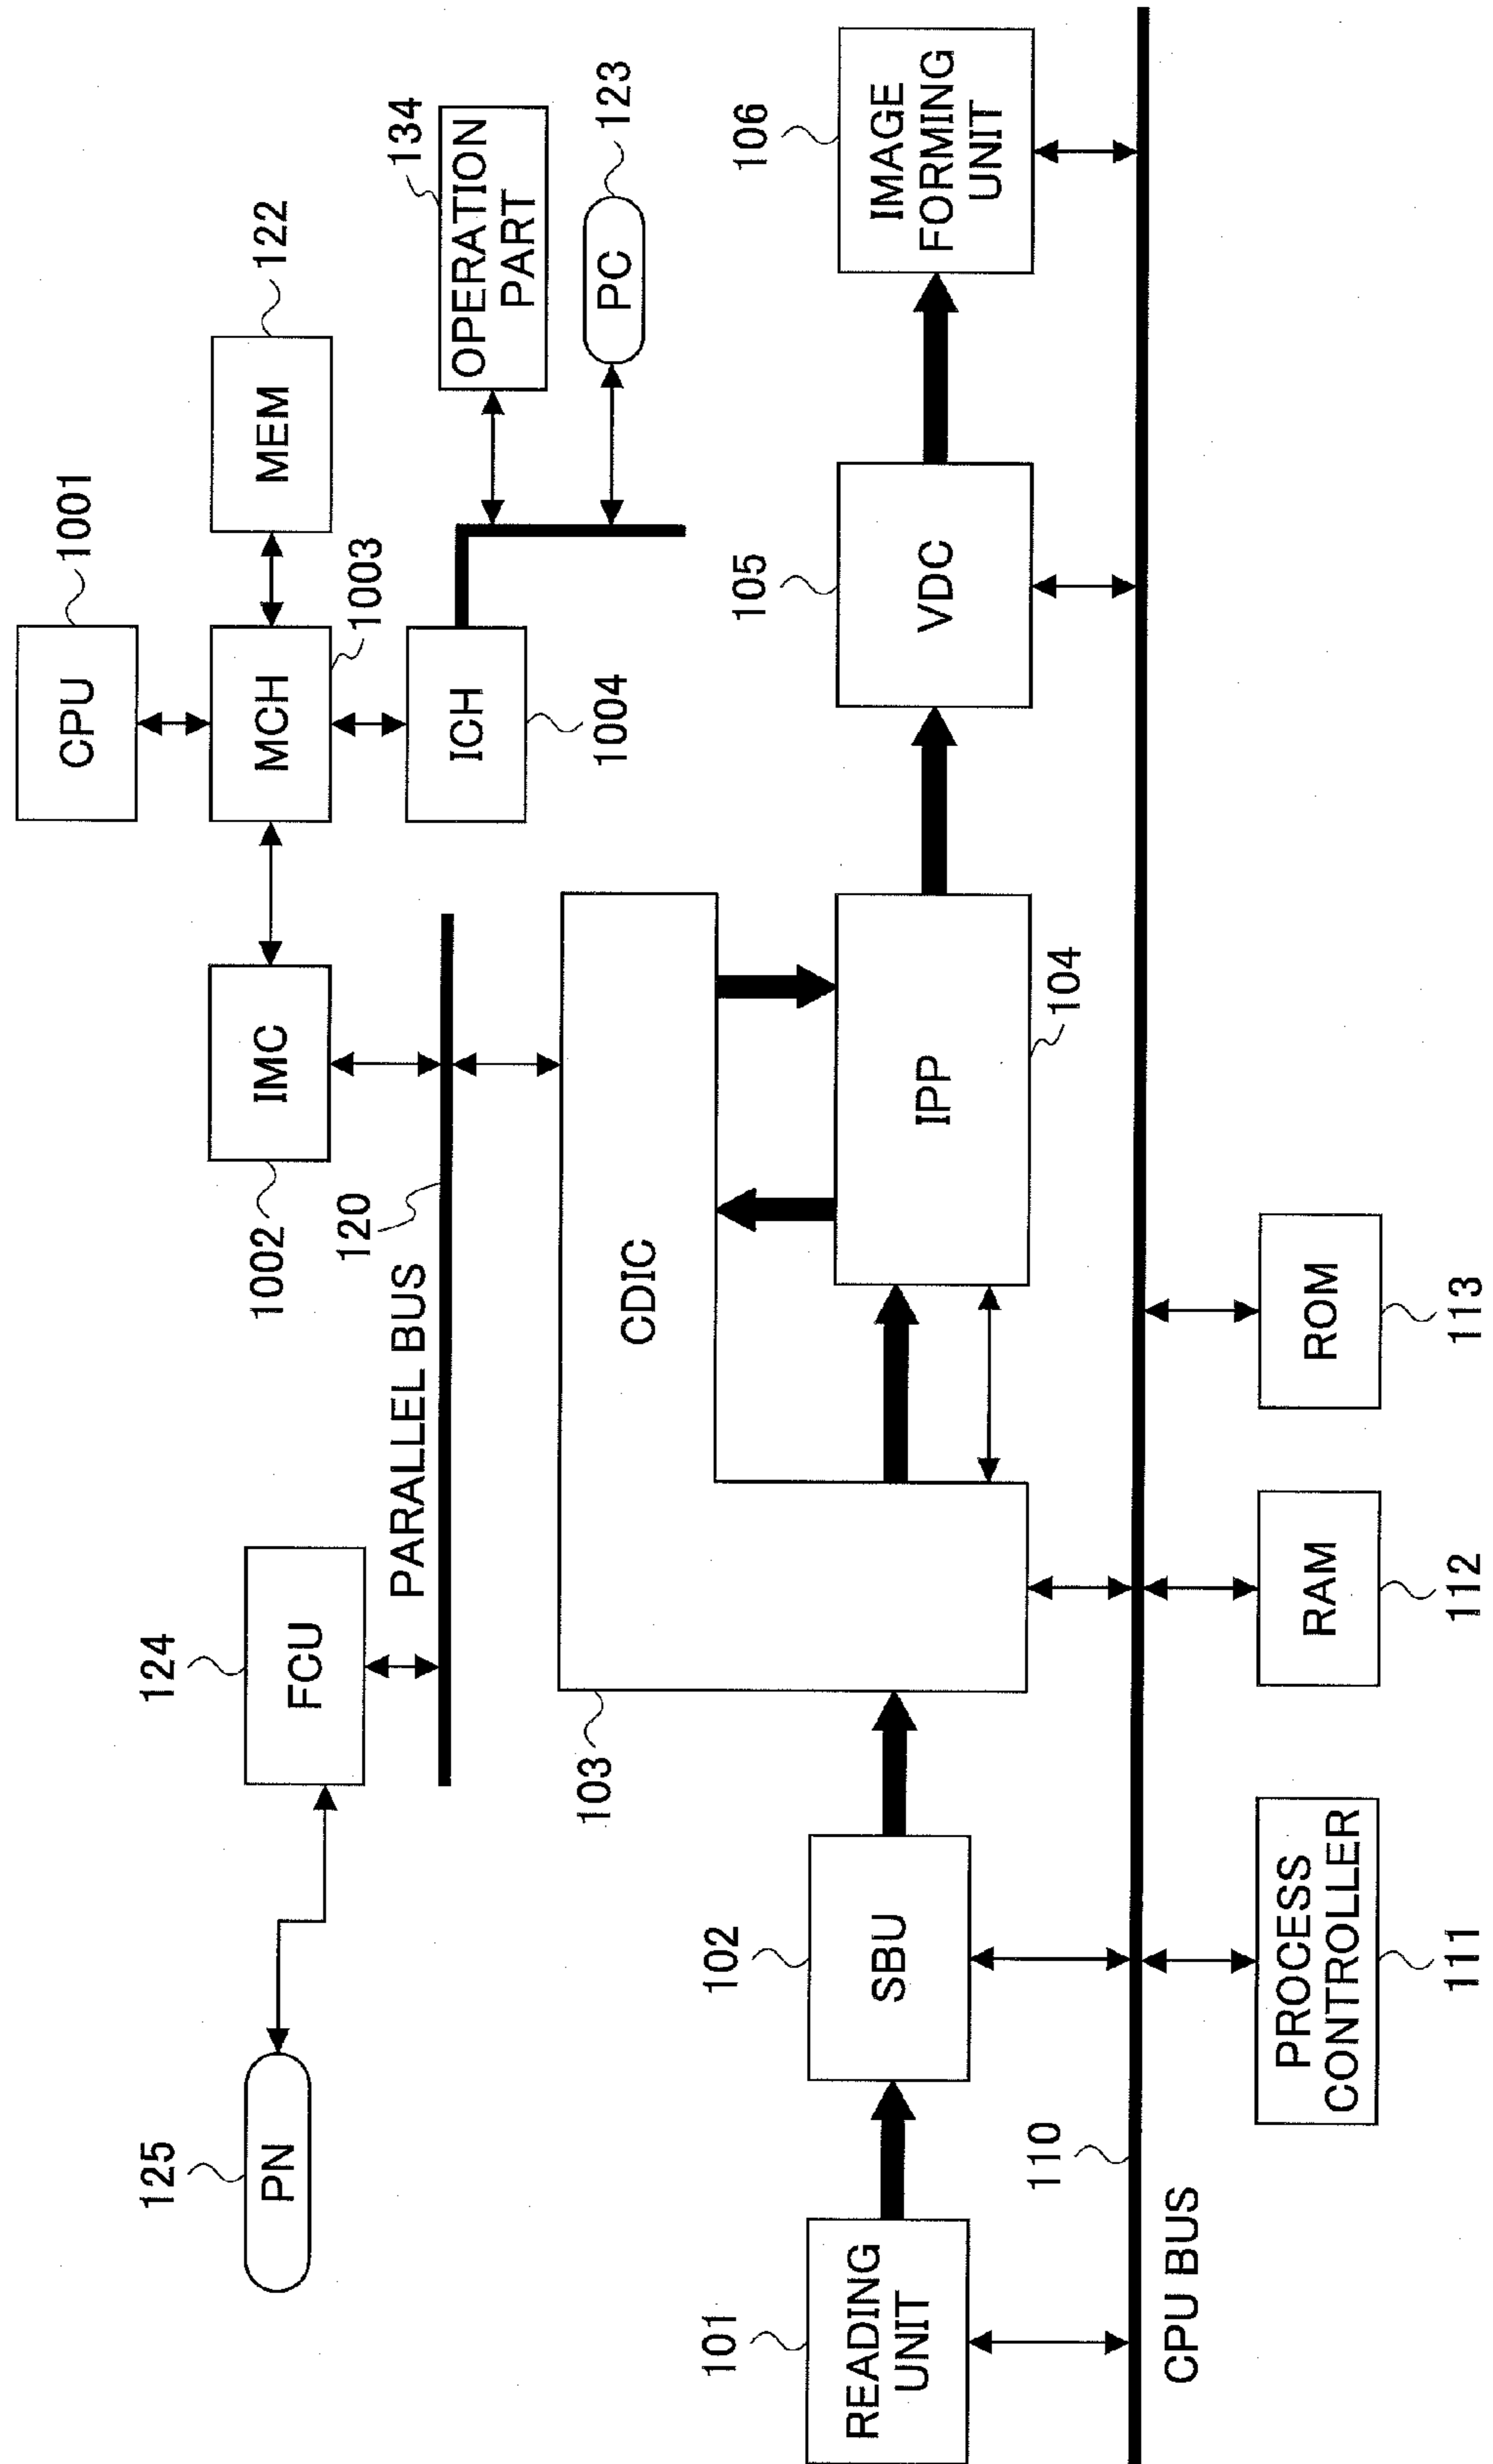 CPU
1001
MCH
1003
MEM
122
ICH
1004
OPERATION
PART
134
PC
123
IMC
1002
PARALLEL BUS
120
FCU
124
PN
125
CDIC
103
READING
UNIT
101
SBU
102
IPP
104
VDC
105
IMAGE
FORMING
UNIT
106
110
CPU BUS
PROCESS
CONTROLLER
111
RAM
112
ROM
113